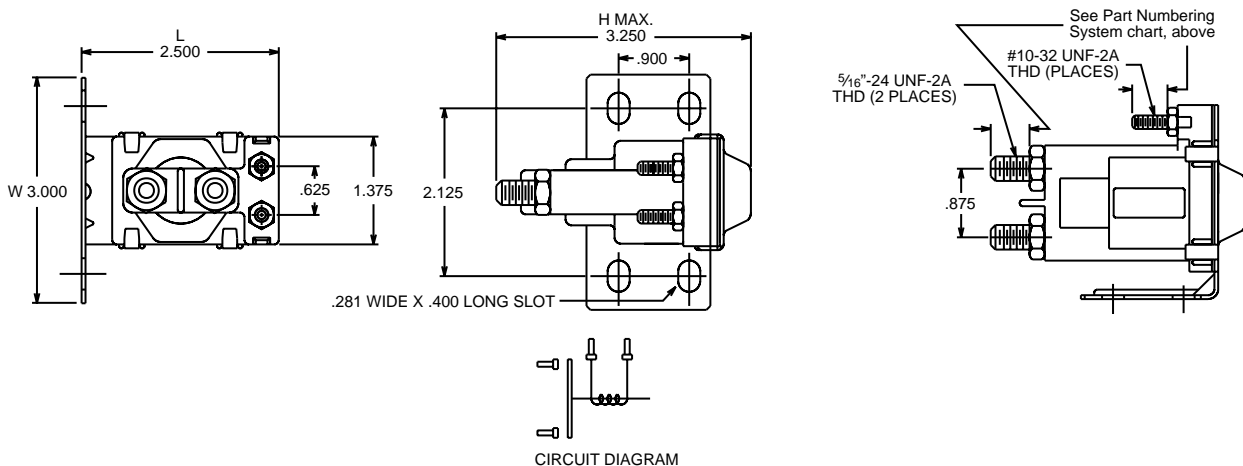 L
2.500
W 3.000
.625
1.375
H MAX.
3.250
.900
2.125
.281 WIDE X .400 LONG SLOT
See Part Numbering
System chart, above
#10-32 UNF-2A
THD (PLACES)
5⁄16"-24 UNF-2A
THD (2 PLACES)
.875
CIRCUIT DIAGRAM